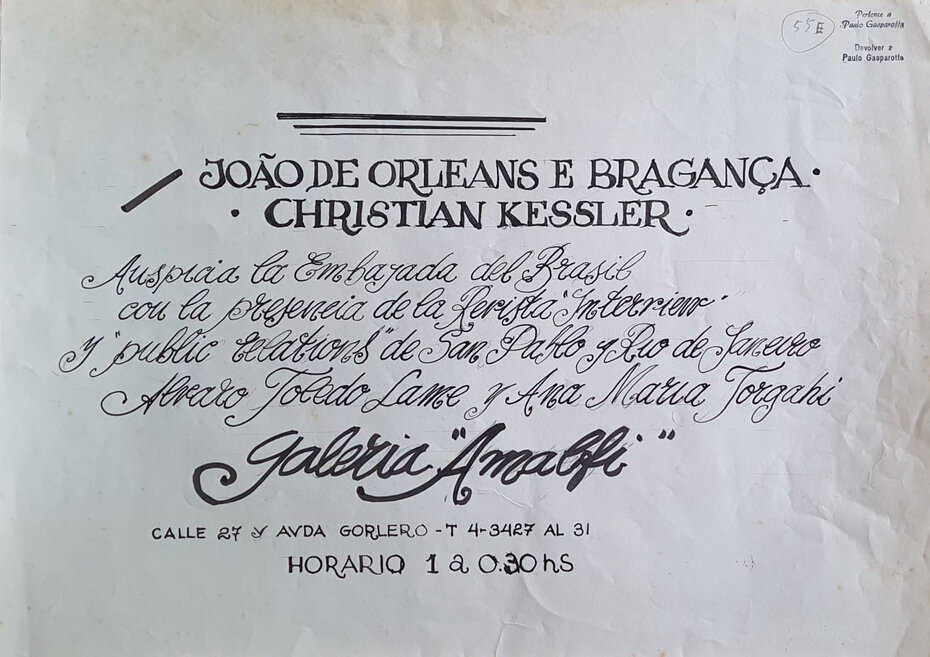 55E
Pertence a
Paulo Gasparotto
Devolver a
Paulo Gasparotto
JOÃO DE ORLEANS E BRAGANÇA·
· CHRISTIAN KESSLER ·
Auspicia la Embajada del Brasil
con la presencia de la Revista "Interview"
y "public relations" de San Pablo y Rio de Janeiro
Alvaro Toledo Lame y Ana Maria Torgahi
Galeria "Amalfi"
CALLE 27 y AVDA GORLERO - T 4-3427 AL 31
HORARIO 1 a 0.30 hS